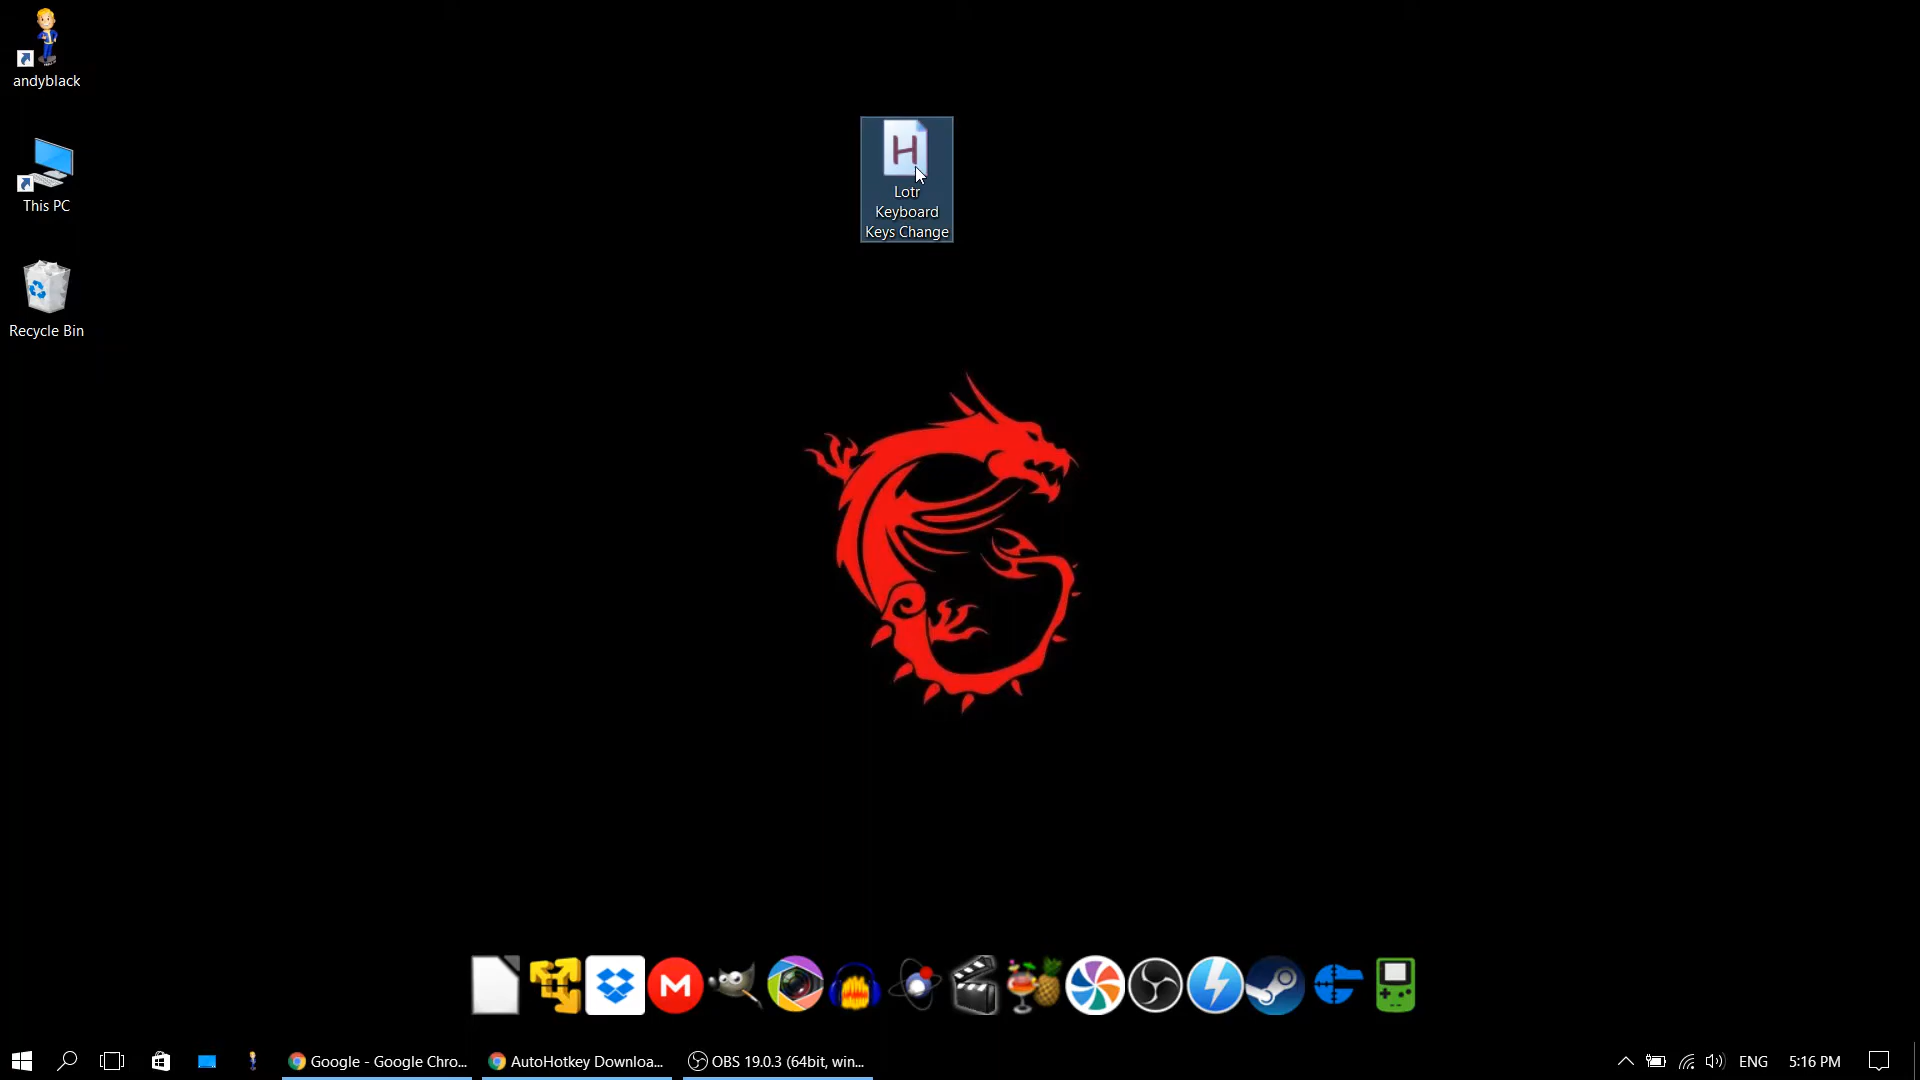 andyblack
This PC
Recycle Bin
H
Lotr
Keyboard
Keys Change
M
Google - Google Chro...
AutoHotkey Downloa...
OBS 19.0.3 (64bit, win...
ENG
5:16 PM